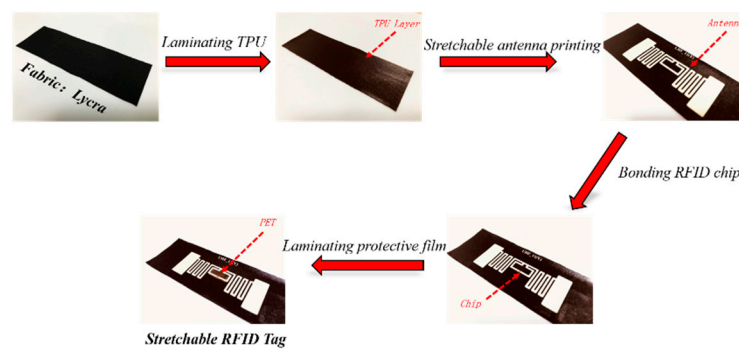 Laminating TPU
TPU Layer
Stretchable antenna printing
Anten
Fabric: Lycra
Bonding RFID chip
PET
Laminating protective film
Chip
Stretchable RFID Tag